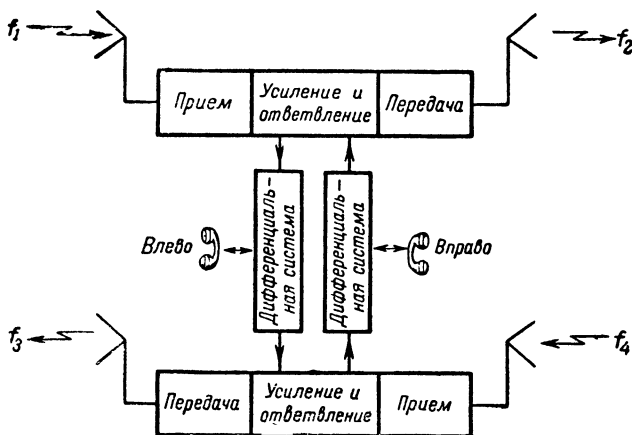 f₁
f₂
Прием
Усиление и
ответвление
Передача
Дифференциаль-
ная система
Дифференциаль-
ная система
Влево
Вправо
f₃
f₄
Передача
Усиление и
ответвление
Прием